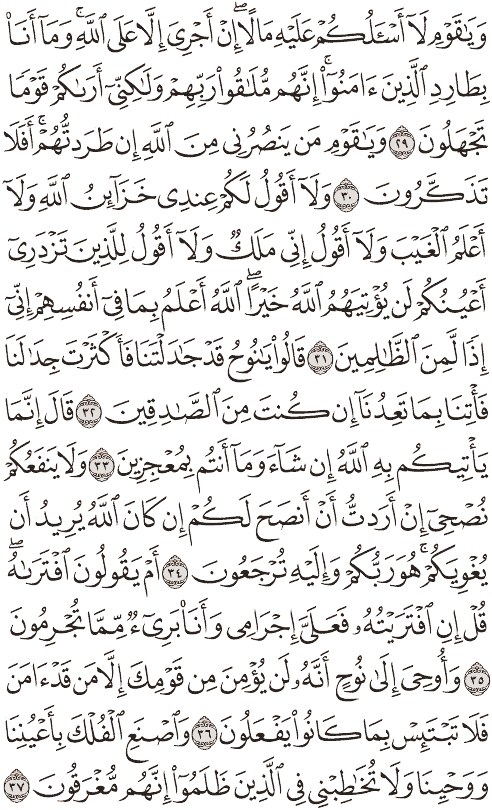 وَيَٰقَوْمِ لَآ أَسْـَٔلُكُمْ عَلَيْهِ مَالًا ۖ إِنْ أَجْرِىَ إِلَّا عَلَى ٱللَّهِ ۚ وَمَآ أَنَا۠
بِطَارِدِ ٱلَّذِينَ ءَامَنُوٓا۟ ۚ إِنَّهُم مُّلَٰقُوا۟ رَبِّهِمْ وَلَٰكِنِّىٓ أَرَىٰكُمْ قَوْمًا
تَجْهَلُونَ ٢٩ وَيَٰقَوْمِ مَن يَنصُرُنِى مِنَ ٱللَّهِ إِن طَرَدتُّهُمْ ۚ أَفَلَا
تَذَكَّرُونَ ٣٠ وَلَآ أَقُولُ لَكُمْ عِندِى خَزَآئِنُ ٱللَّهِ وَلَآ
أَعْلَمُ ٱلْغَيْبَ وَلَآ أَقُولُ إِنِّى مَلَكٌ وَلَآ أَقُولُ لِلَّذِينَ تَزْدَرِىٓ
أَعْيُنُكُمْ لَن يُؤْتِيَهُمُ ٱللَّهُ خَيْرًا ۖ ٱللَّهُ أَعْلَمُ بِمَا فِىٓ أَنفُسِهِمْ ۖ إِنِّىٓ
إِذًا لَّمِنَ ٱلظَّٰلِمِينَ ٣١ قَالُوا۟ يَٰنُوحُ قَدْ جَٰدَلْتَنَا فَأَكْثَرْتَ جِدَٰلَنَا
فَأْتِنَا بِمَا تَعِدُنَآ إِن كُنتَ مِنَ ٱلصَّٰدِقِينَ ٣٢ قَالَ إِنَّمَا
يَأْتِيكُم بِهِ ٱللَّهُ إِن شَآءَ وَمَآ أَنتُم بِمُعْجِزِينَ ٣٣ وَلَا يَنفَعُكُمْ
نُصْحِىٓ إِنْ أَرَدتُّ أَنْ أَنصَحَ لَكُمْ إِن كَانَ ٱللَّهُ يُرِيدُ أَن
يُغْوِيَكُمْ ۚ هُوَ رَبُّكُمْ وَإِلَيْهِ تُرْجَعُونَ ٣٤ أَمْ يَقُولُونَ ٱفْتَرَىٰهُ ۖ
قُلْ إِنِ ٱفْتَرَيْتُهُۥ فَعَلَىَّ إِجْرَامِى وَأَنَا۠ بَرِىٓءٌ مِّمَّا تُجْرِمُونَ
٣٥ وَأُوحِىَ إِلَىٰ نُوحٍ أَنَّهُۥ لَن يُؤْمِنَ مِن قَوْمِكَ إِلَّا مَن قَدْ ءَامَنَ
فَلَا تَبْتَئِسْ بِمَا كَانُوا۟ يَفْعَلُونَ ٣٦ وَٱصْنَعِ ٱلْفُلْكَ بِأَعْيُنِنَا
وَوَحْيِنَا وَلَا تُخَٰطِبْنِى فِى ٱلَّذِينَ ظَلَمُوٓا۟ ۚ إِنَّهُم مُّغْرَقُونَ ٣٧